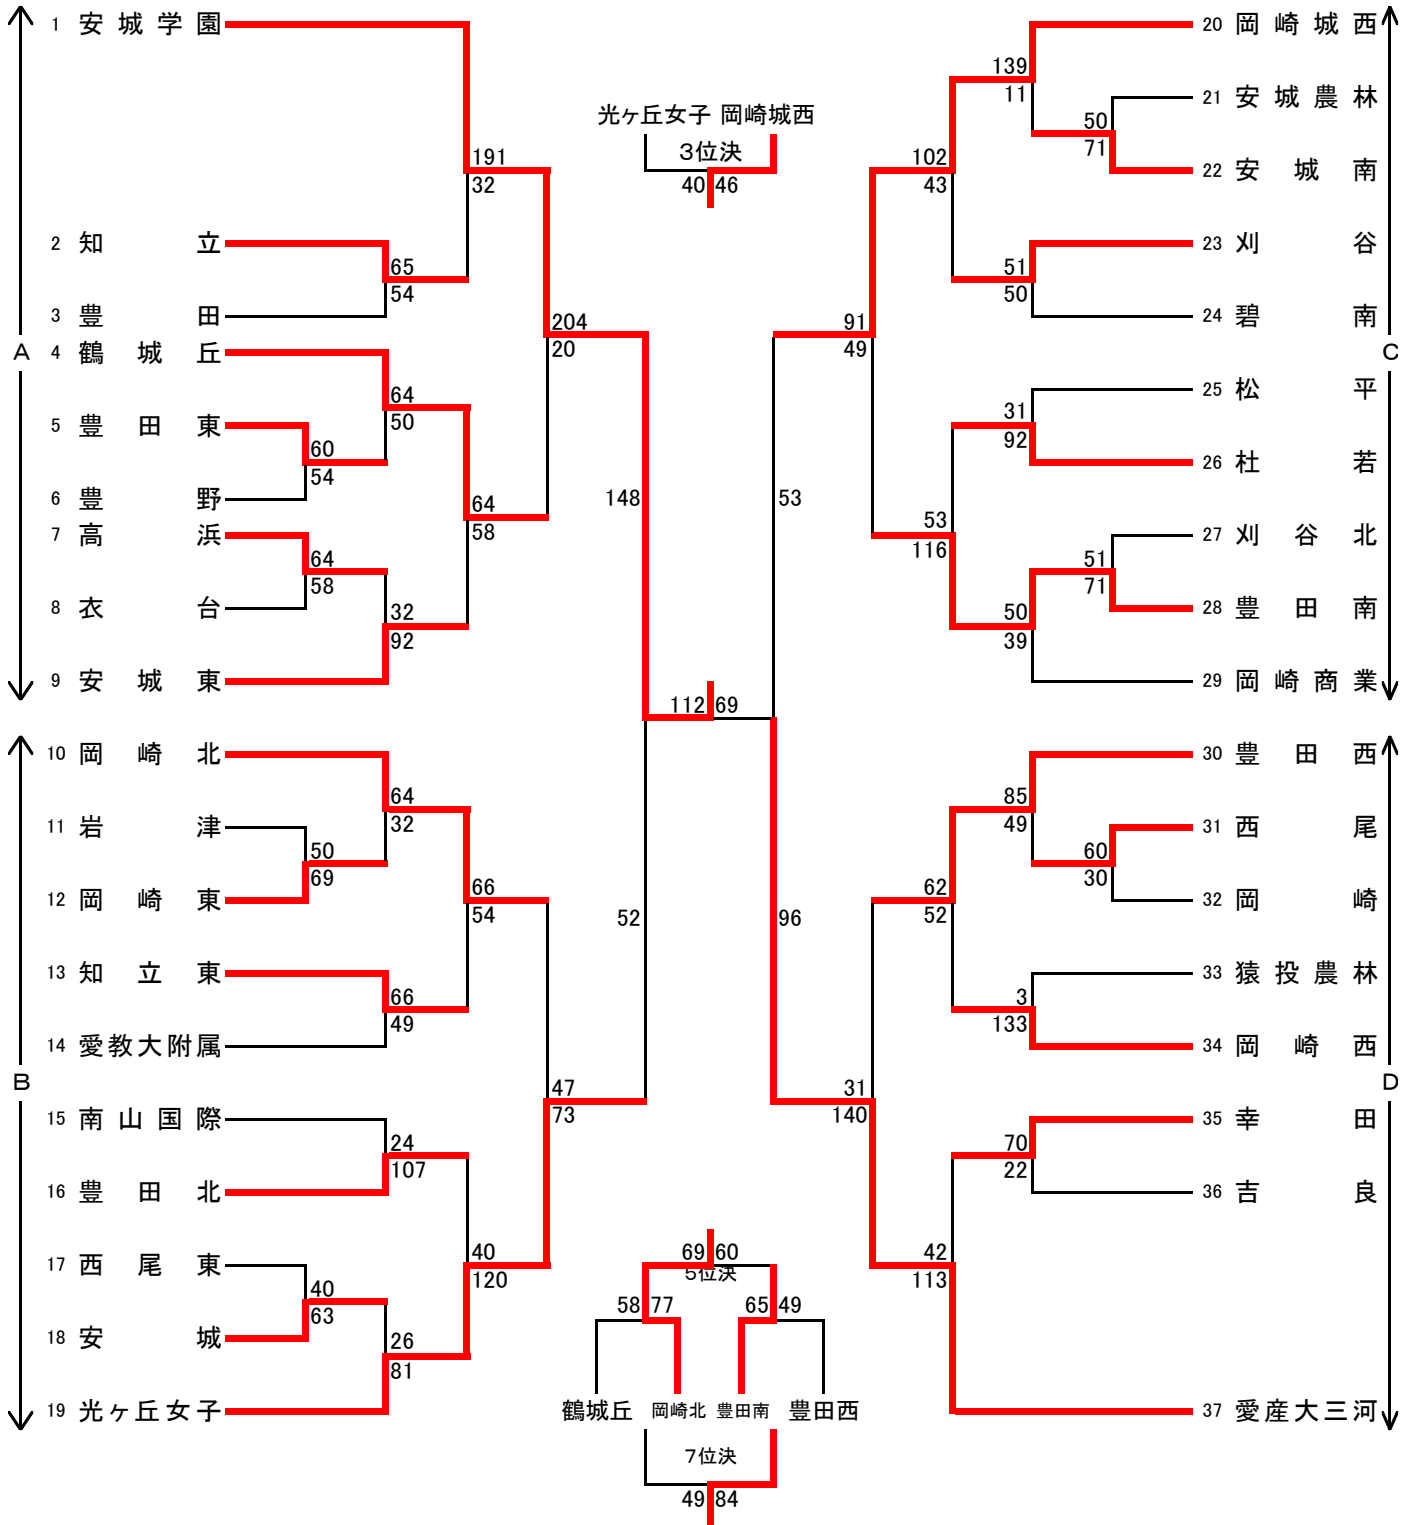 1 安城学園
191
32
2 知立
65
54
3 豊田
204
20
A
4 鶴城丘
64
50
5 豊田東
60
54
6 豊野
64
58
7 高浜
64
58
8 衣台
32
92
9 安城東
148
10 岡崎北
64
32
11 岩津
50
69
12 岡崎東
66
54
13 知立東
66
49
14 愛教大附属
B
47
73
15 南山国際
24
107
16 豊田北
17 西尾東
40
120
40
63
18 安城
26
81
19 光ヶ丘女子
52
光ヶ丘女子 岡崎城西
3位決
40 46
112 69
53
96
69 60
5位決
58 77 65 49
鶴城丘 岡崎北 豊田南 豊田西
7位決
49 84
20 岡崎城西
139
11
21 安城農林
50
71
22 安城南
102
43
23 刈谷
51
50
24 碧南
91
49
C
25 松平
31
92
26 杜若
53
116
27 刈谷北
51
71
28 豊田南
50
39
29 岡崎商業
30 豊田西
85
49
31 西尾
60
30
32 岡崎
62
52
33 猿投農林
3
133
34 岡崎西
D
31
140
35 幸田
70
22
36 吉良
42
113
37 愛産大三河